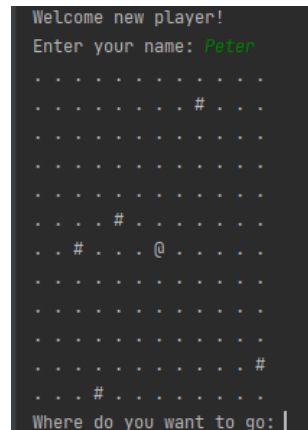 Welcome new player!
Enter your name: Peter
. . . . . . . . . . . .
. . . . . . . . # . . .
. . . . . . . . . . . .
. . . . . . . . . . . .
. . . . . . . . . . . .
. . . . # . . . . . . .
. . # . . . @ . . . . .
. . . . . . . . . . . .
. . . . . . . . . . . .
. . . . . . . . . . . .
. . . . . . . . . . . #
. . . # . . . . . . . .
Where do you want to go: